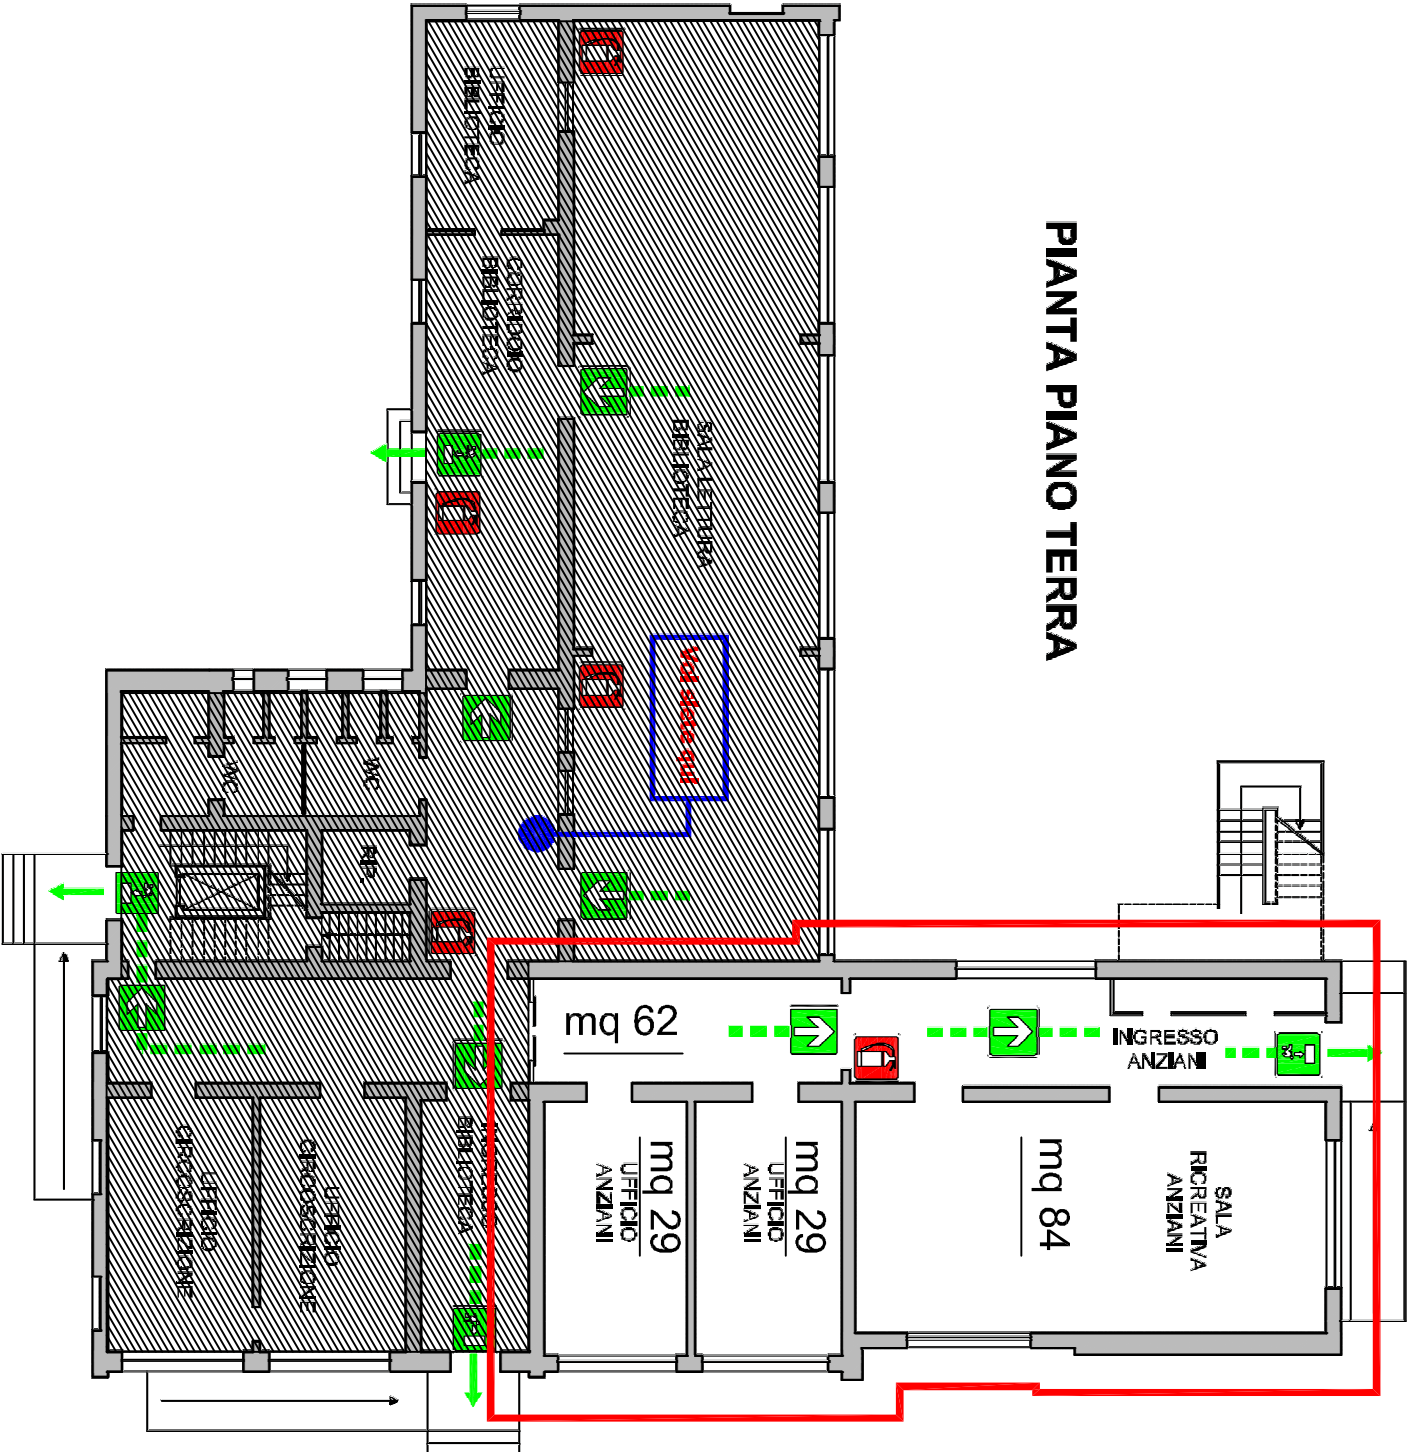 PIANTA PIANO TERRA
UFFICIO
BIBLIOTECA
CORRIDOIO
BIBLIOTECA
SALA LETTURA
BIBLIOTECA
Voi siete qui!
WC
WC
RIP.
mq 62
INGRESSO
ANZIANI
UFFICIO
CIRCOSCRIZIONE
UFFICIO
CIRCOSCRIZIONE
INGRESSO
BIBLIOTECA
mq 29
UFFICIO
ANZIANI
mq 29
UFFICIO
ANZIANI
mq 84
SALA
RICREATIVA
ANZIANI